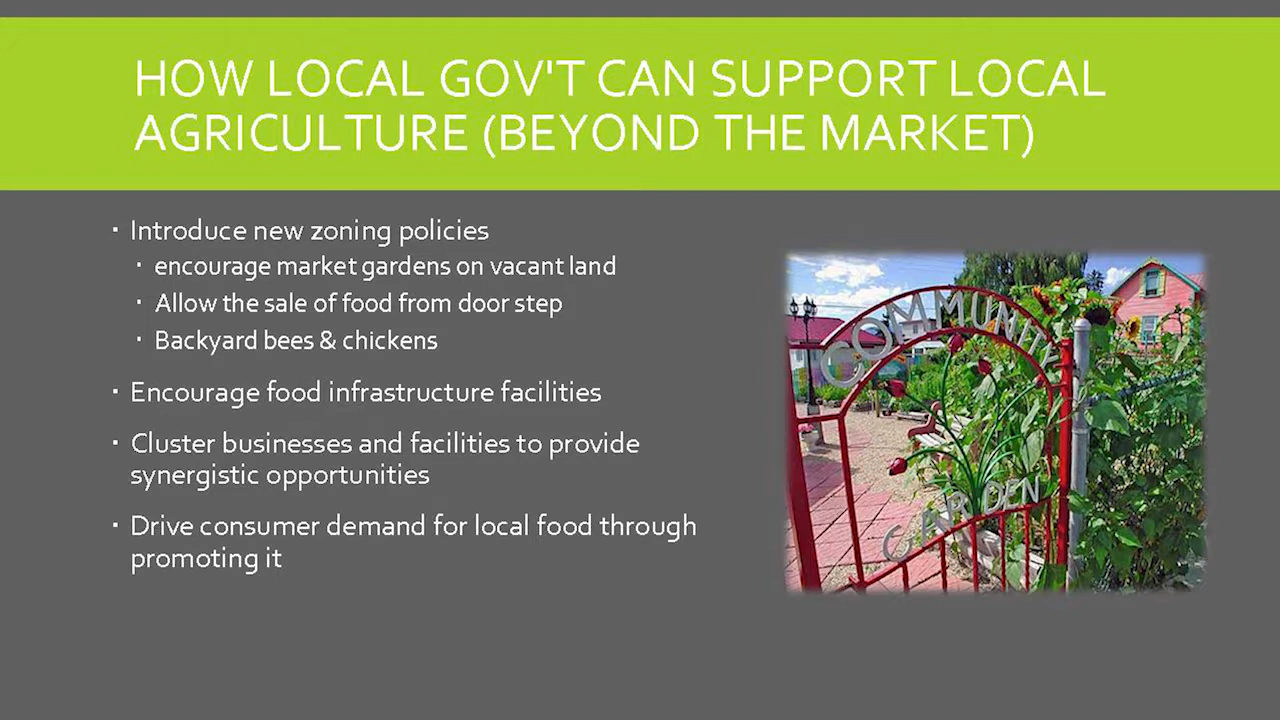 HOW LOCAL GOV'T CAN SUPPORT LOCAL
AGRICULTURE (BEYOND THE MARKET)
▪ Introduce new zoning policies
▪ encourage market gardens on vacant land
▪ Allow the sale of food from door step
▪ Backyard bees & chickens
▪ Encourage food infrastructure facilities
▪ Cluster businesses and facilities to provide
synergistic opportunities
▪ Drive consumer demand for local food through
promoting it
COMMUNITY
GARDEN